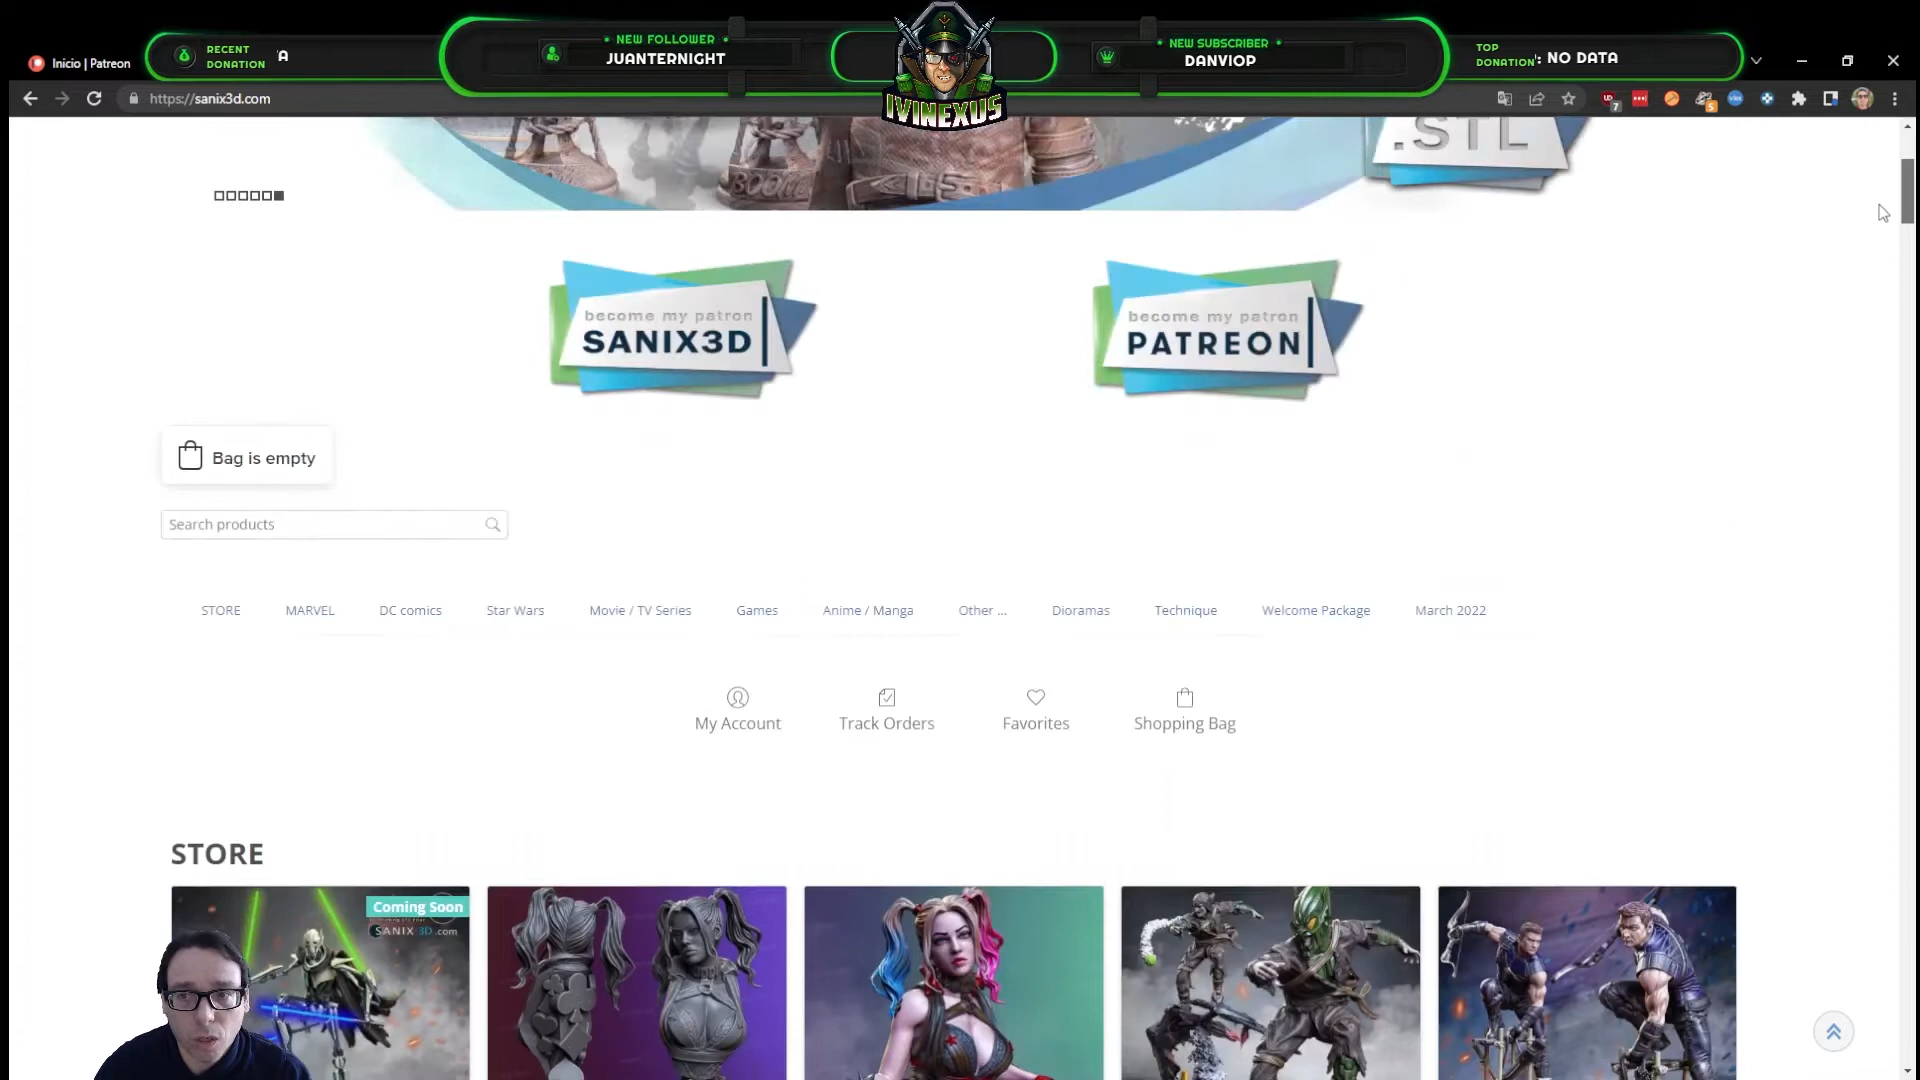 NEW FOLLOWER
JUANTERNIGHT
NEW SUBSCRIBER
DANVIOP
RECENT
DONATION
A
TOP
DONATION
: NO DATA
IVINEXUS
Inicio | Patreon
https://sanix3d.com
7
5
.STL
BOOM
become my patron
SANIX3D
become my patron
PATREON
Bag is empty
Search products
STORE MARVEL DC comics Star Wars Movie / TV Series Games Anime / Manga Other ... Dioramas Technique Welcome Package March 2022
My Account Track Orders Favorites Shopping Bag
STORE
Coming Soon
SANIX 3D.com